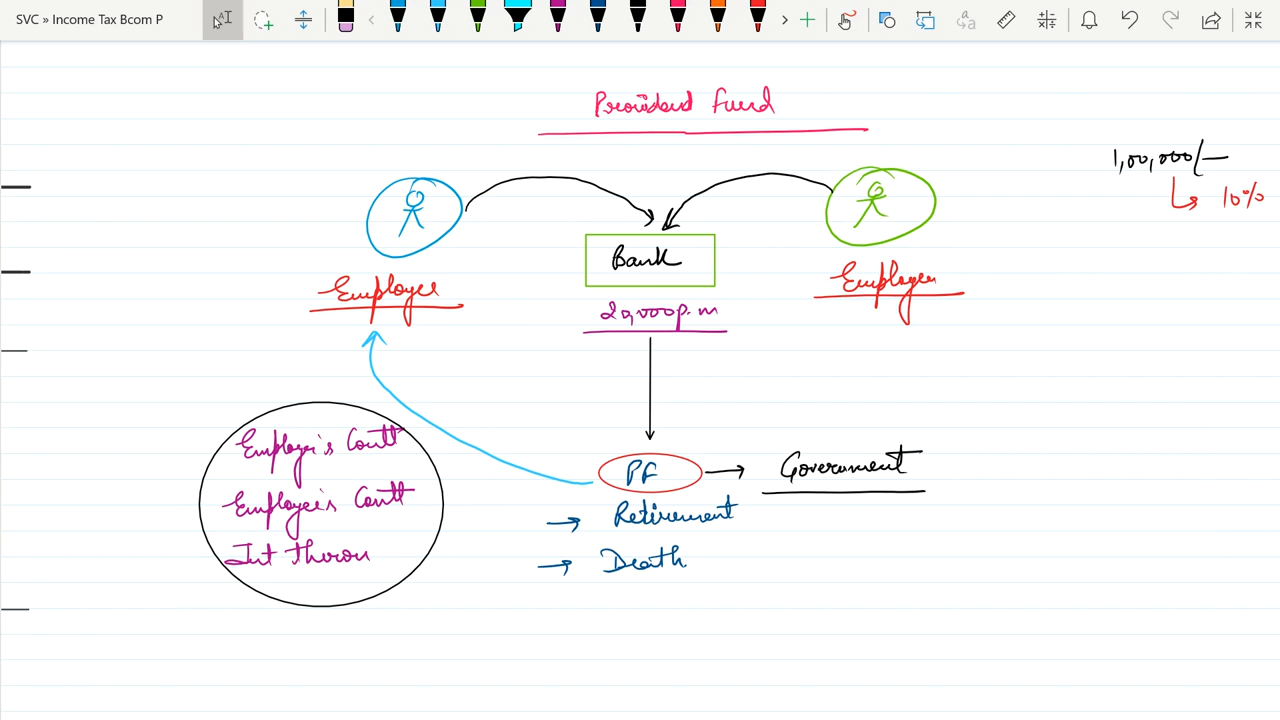 SVC » Income Tax Bcom P
Provident Fund
1,00,000/-
10%
Bank
Employee
Employer
20,000 p.m
Employer's Contt
PF
Government
Employee's Contt
Retirement
Int thereon
Death